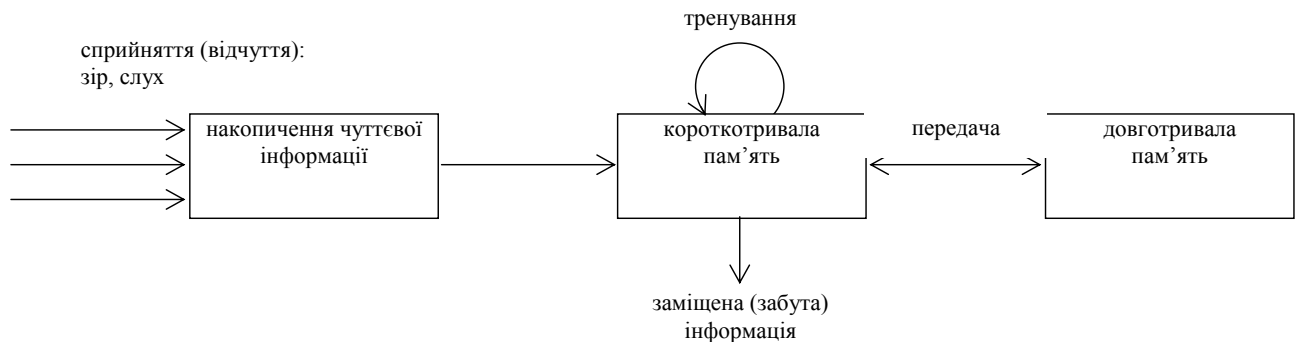 тренування
сприйняття (відчуття):
зір, слух
накопичення чуттєвої
інформації
короткотривала
пам’ять
передача
довготривала
пам’ять
заміщена (забута)
інформація